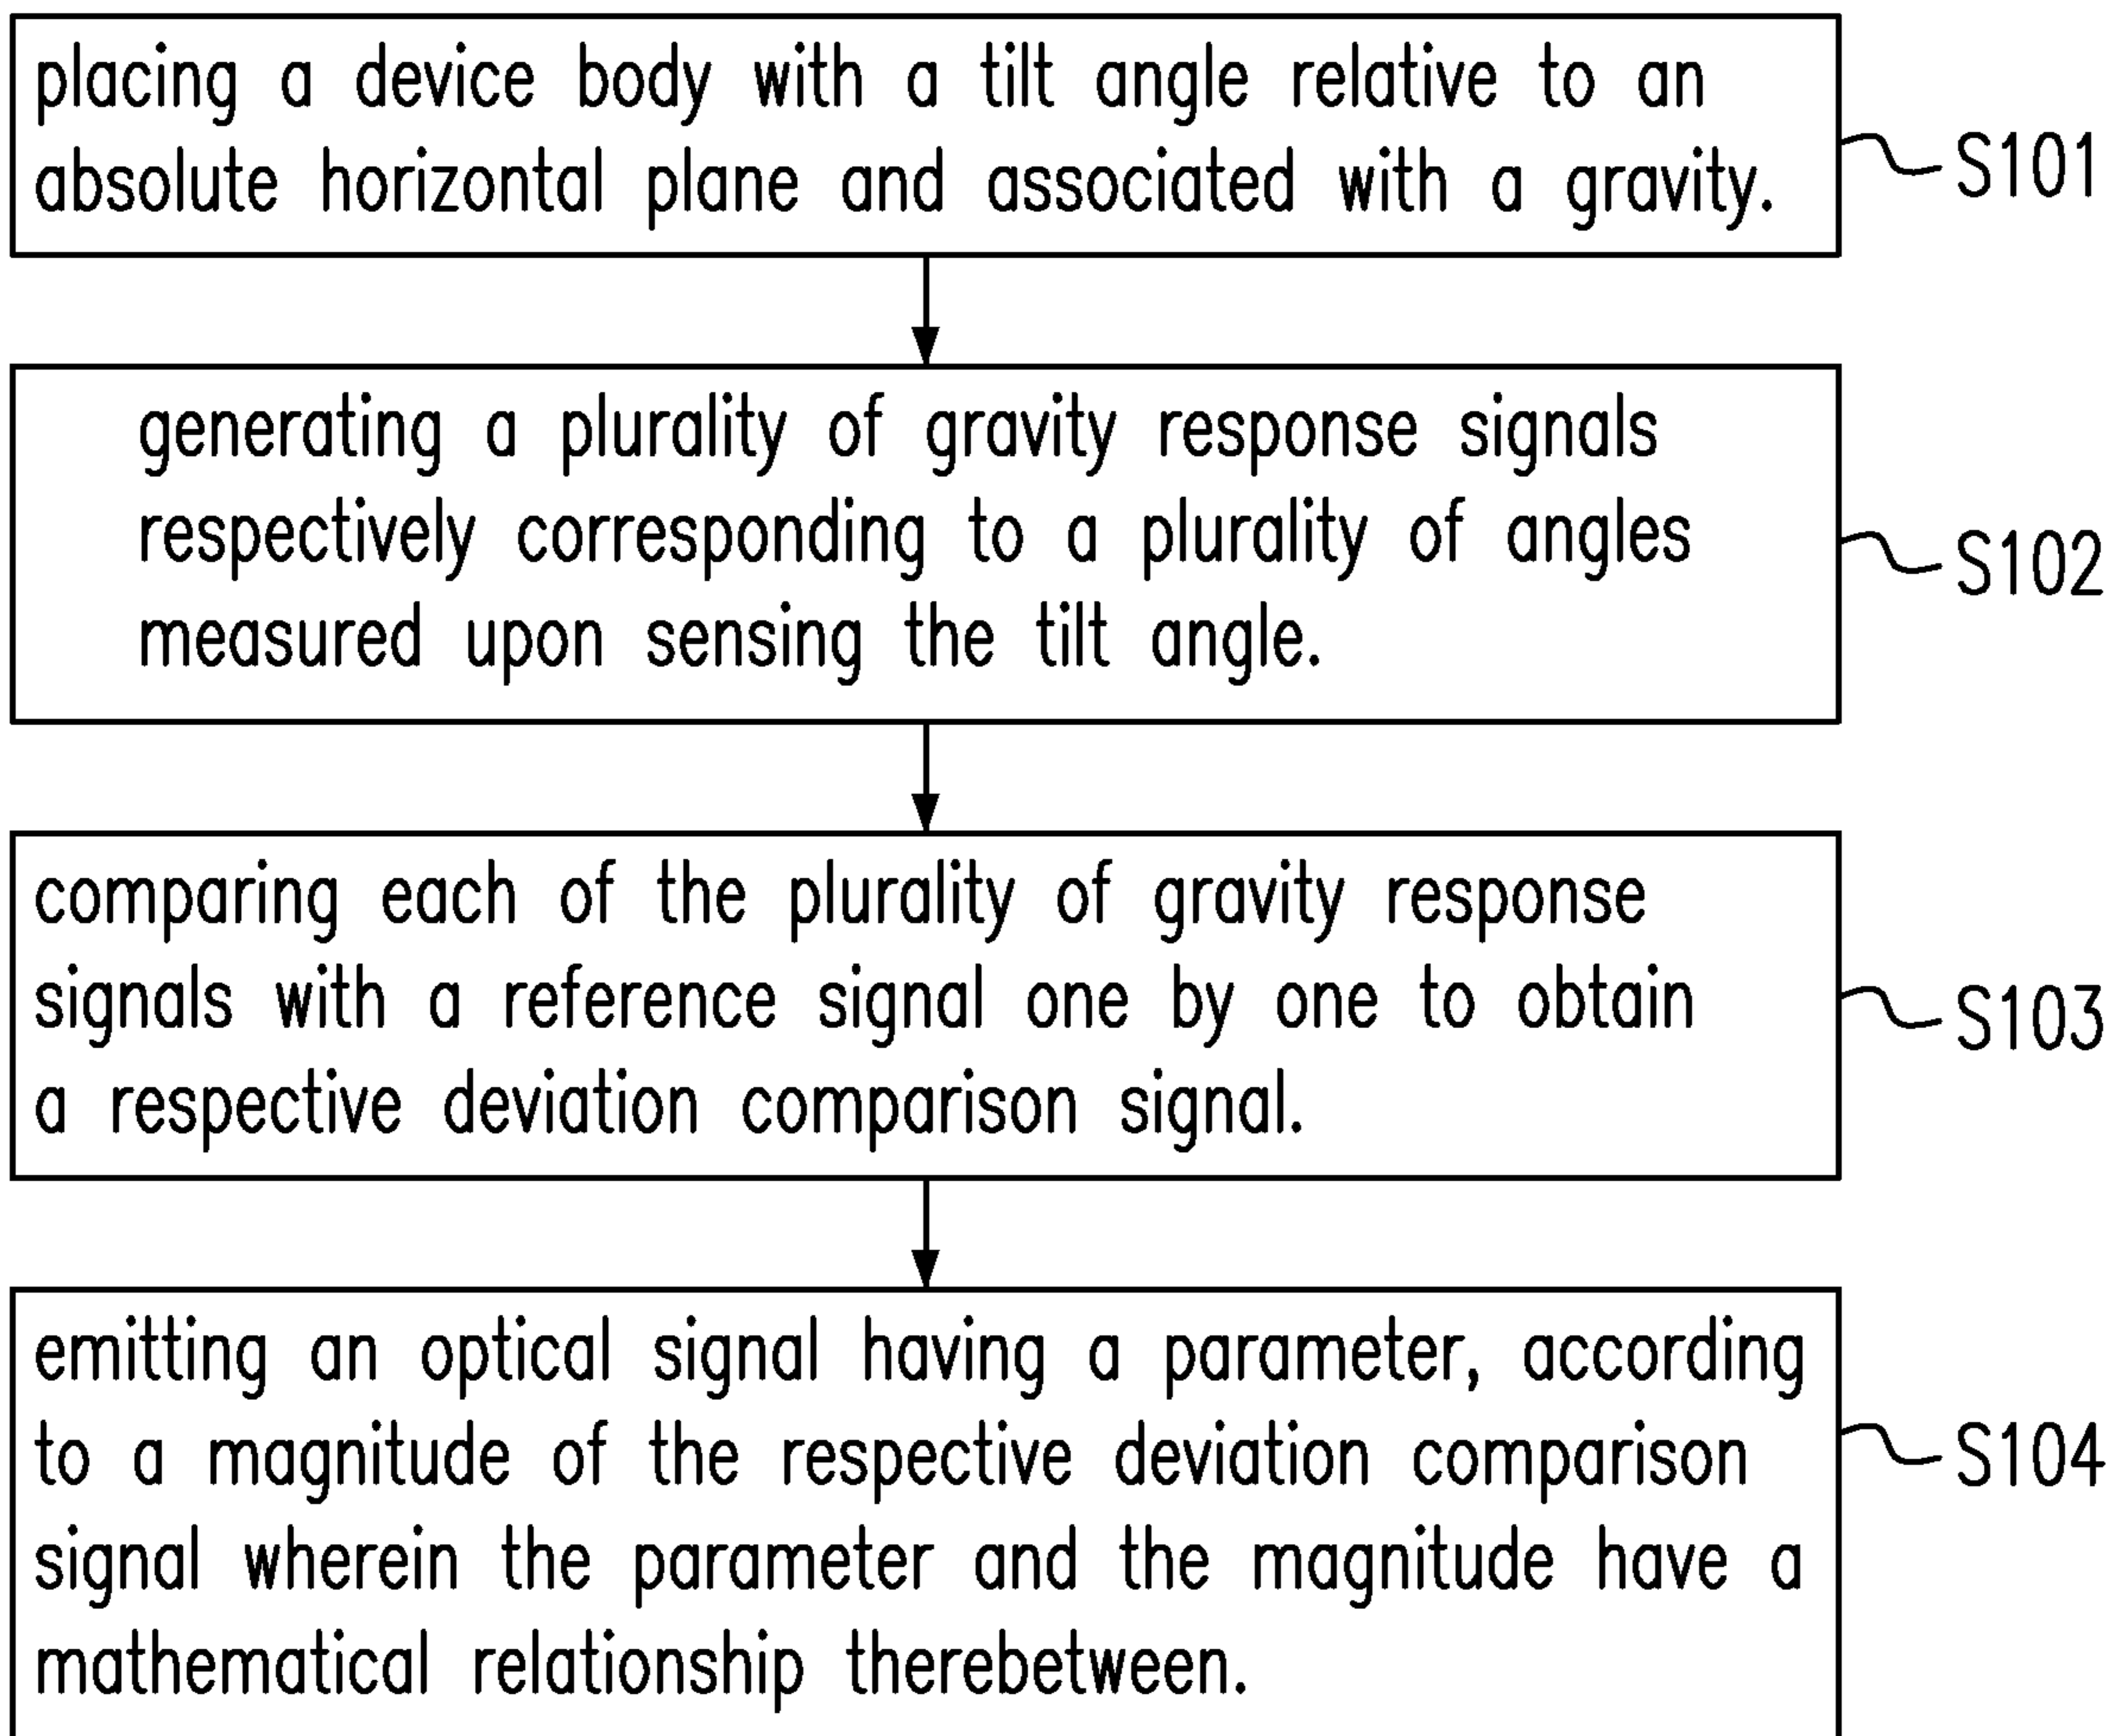 placing a device body with a tilt angle relative to an
absolute horizontal plane and associated with a gravity.
S101
generating a plurality of gravity response signals
respectively corresponding to a plurality of angles
measured upon sensing the tilt angle.
S102
comparing each of the plurality of gravity response
signals with a reference signal one by one to obtain
a respective deviation comparison signal.
S103
emitting an optical signal having a parameter, according
to a magnitude of the respective deviation comparison
signal wherein the parameter and the magnitude have a
mathematical relationship therebetween.
S104